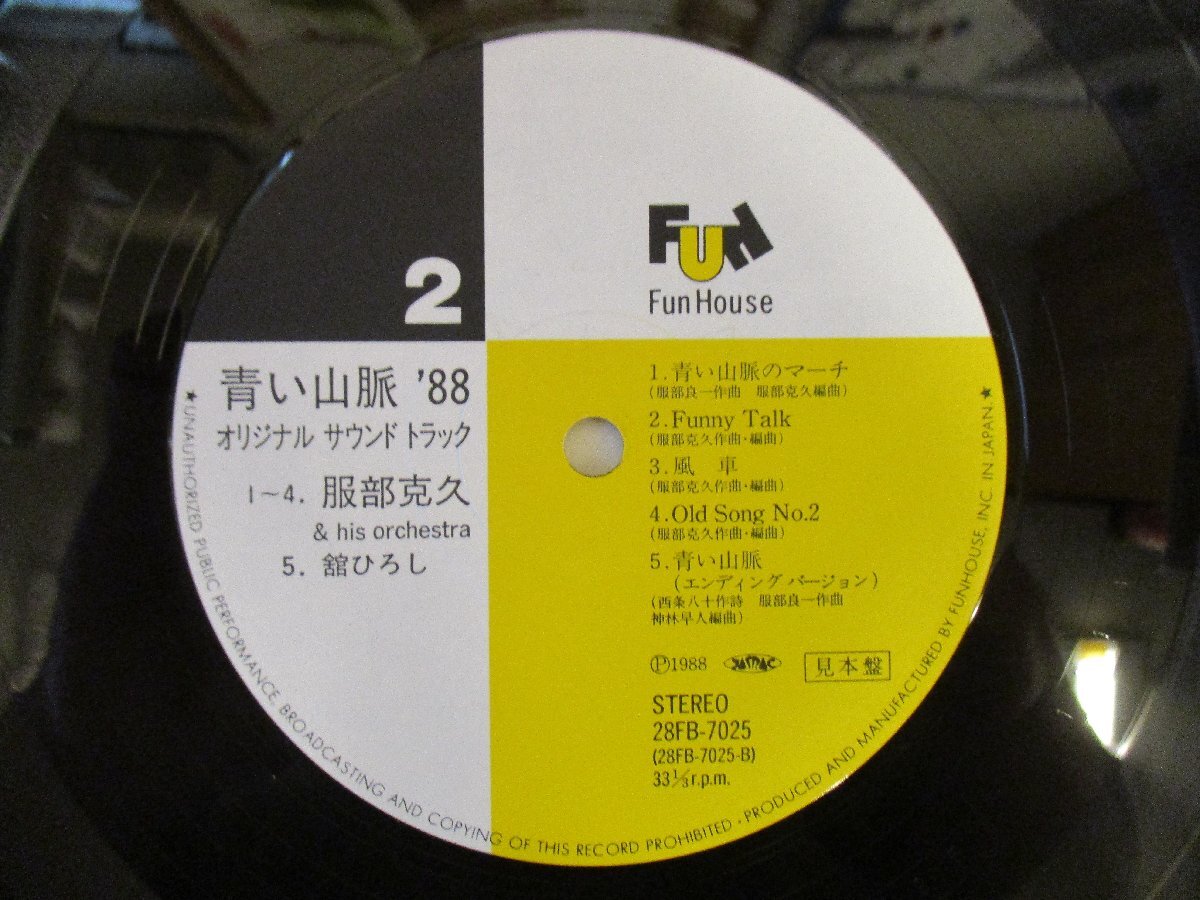 2
FUN
Fun House
青い山脈 '88
オリジナル サウンド トラック
1~4. 服部克久
& his orchestra
5. 舘ひろし
1. 青い山脈のマーチ
(服部良一作曲 服部克久編曲)
2. Funny Talk
(服部克久作曲・編曲)
3. 風 車
(服部克久作曲・編曲)
4. Old Song No.2
(服部克久作曲・編曲)
5. 青い山脈
(エンディング バージョン)
(西条八十作詩 服部良一作曲
神林早人編曲)
Ⓟ1988 JASRAC 見本盤
STEREO
28FB-7025
(28FB-7025-B)
33⅓r.p.m.
★UNAUTHORIZED PUBLIC PERFORMANCE, BROADCASTING AND COPYING OF THIS RECORD PROHIBITED • PRODUCED AND MANUFACTURED BY FUNHOUSE, INC. IN JAPAN★